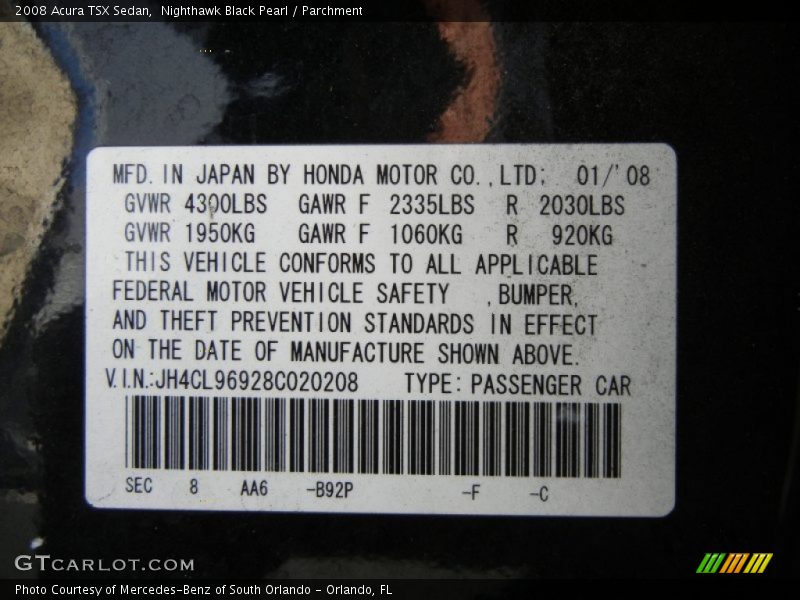 2008 Acura TSX Sedan,  Nighthawk Black Pearl / Parchment
MFD. IN JAPAN BY HONDA MOTOR CO.,LTD; 01/'08
GVWR 4300LBS GAWR F 2335LBS R 2030LBS
GVWR 1950KG GAWR F 1060KG R 920KG
THIS VEHICLE CONFORMS TO ALL APPLICABLE
FEDERAL MOTOR VEHICLE SAFETY ,BUMPER,
AND THEFT PREVENTION STANDARDS IN EFFECT
ON THE DATE OF MANUFACTURE SHOWN ABOVE.
V.I.N.:JH4CL96928C020208 TYPE: PASSENGER CAR
SEC 8 AA6 -B92P -F -C
GTCARLOT.COM
Photo Courtesy of Mercedes-Benz of South Orlando - Orlando, FL